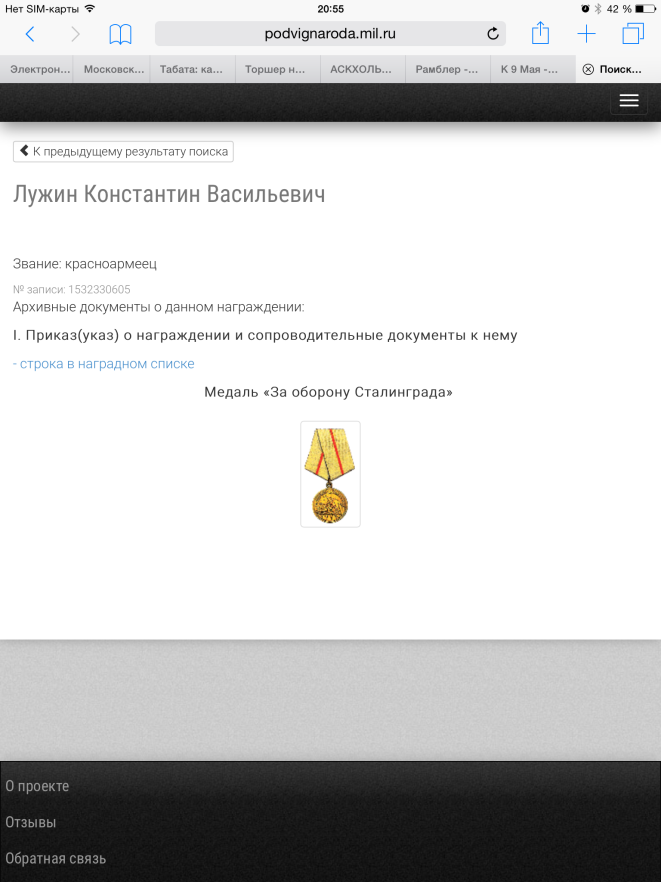 Нет SIM-карты 20:55 42 %
podvignaroda.mil.ru
Электрон... Московск... Табата: ка... Торшер н... АСКХОЛЬ... Рамблер -... К 9 Мая -... Поиск...
К предыдущему результату поиска
Лужин Константин Васильевич
Звание: красноармеец
№ записи: 1532330605
Архивные документы о данном награждении:
I. Приказ(указ) о награждении и сопроводительные документы к нему
- строка в наградном списке
Медаль «За оборону Сталинграда»
О проекте
Отзывы
Обратная связь